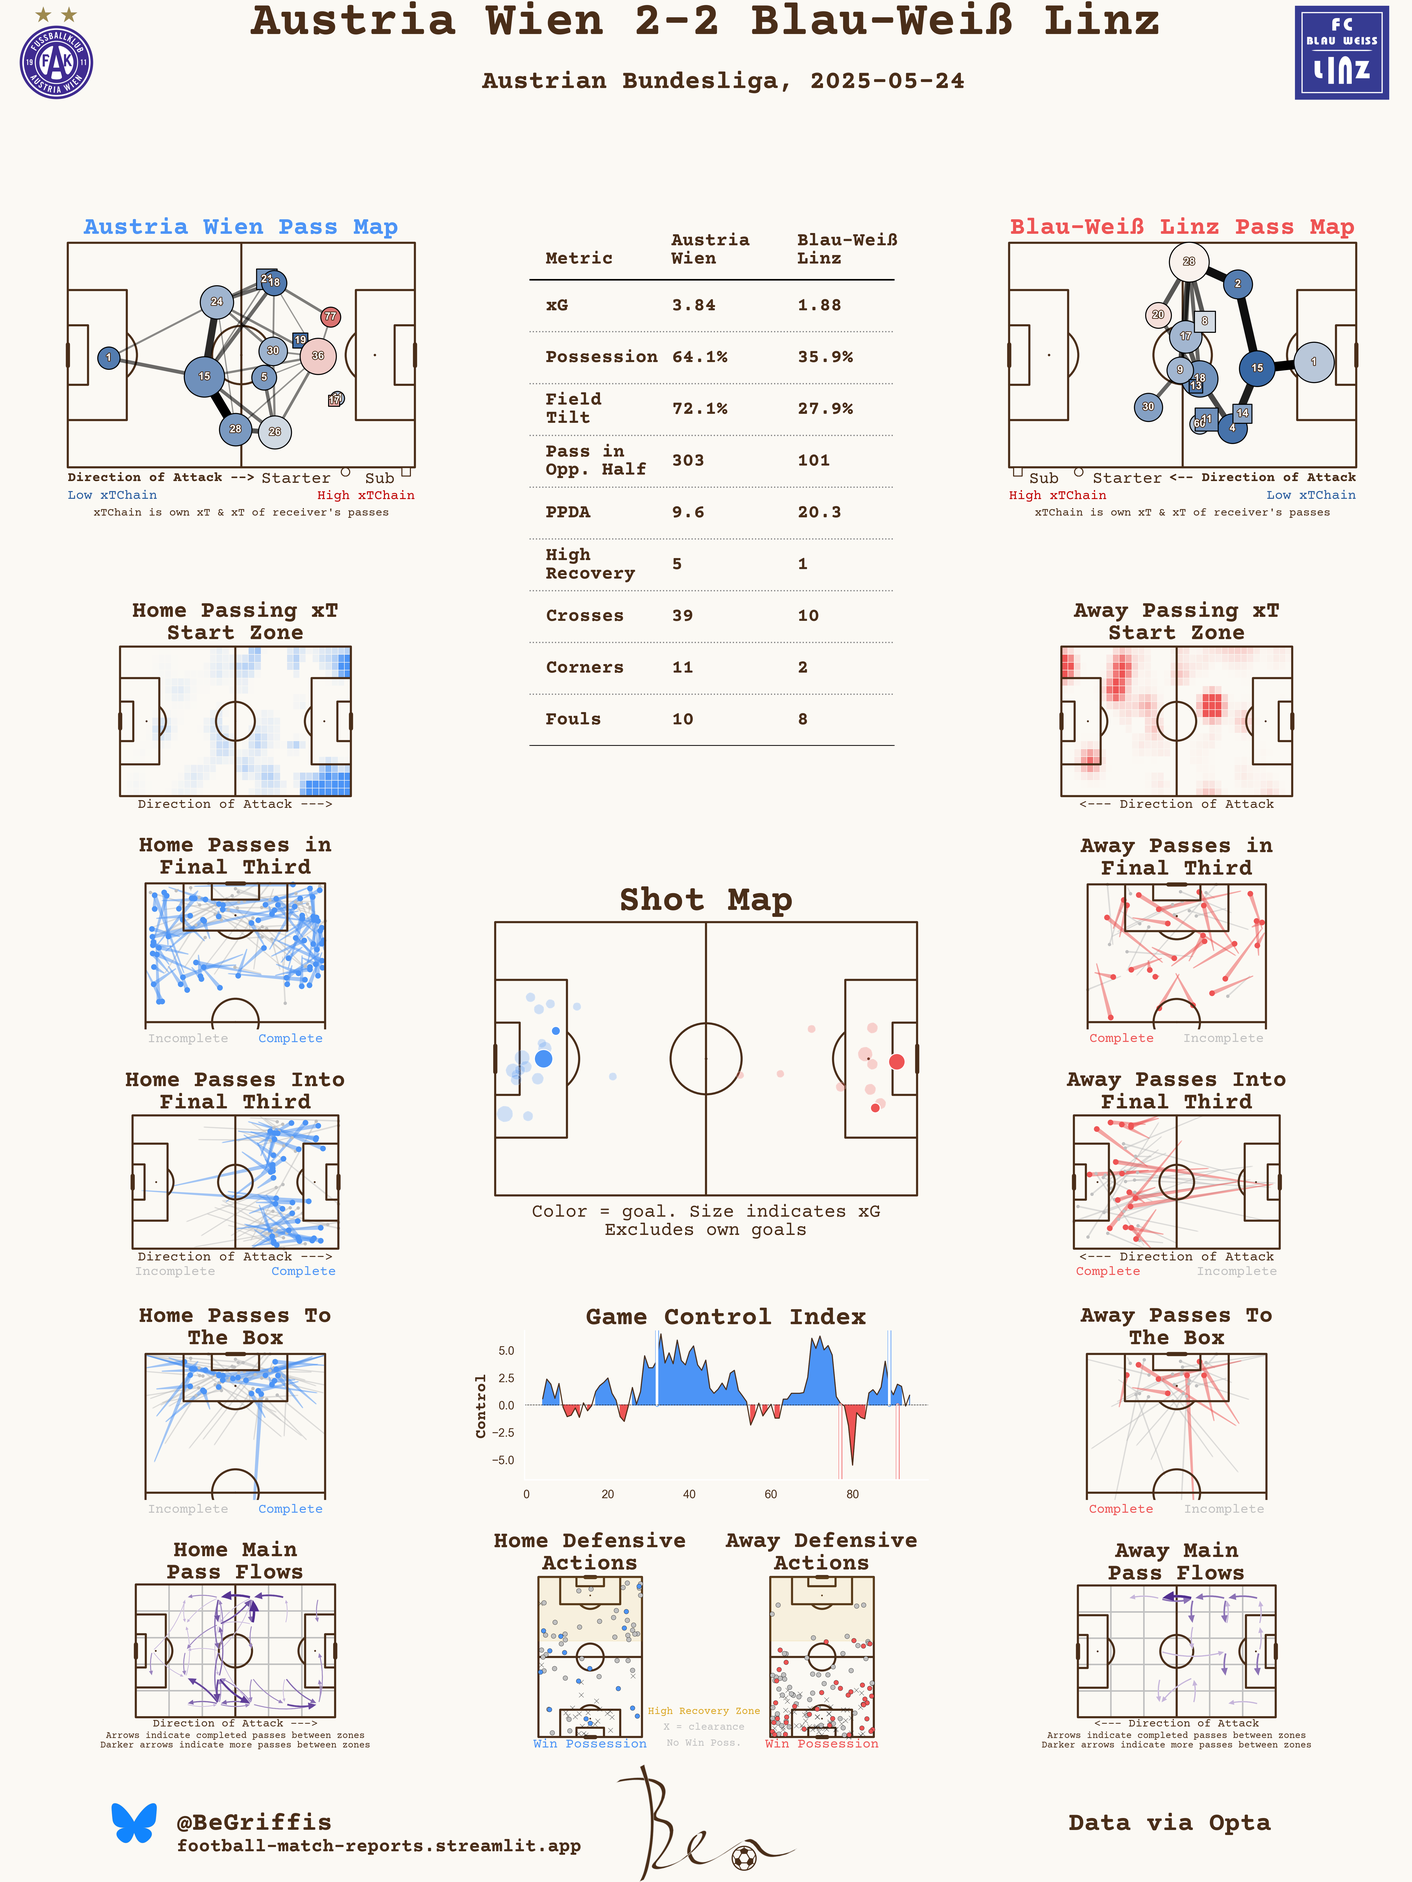 Austria Wien 2-2 Blau-Weiß Linz
Austrian Bundesliga, 2025-05-24
FUSSBALLKLUB
19 FAK 11
AUSTRIA WIEN
FC
BLAU WEISS
LINZ
Austria Wien Pass Map
24
18
77
19
1
30
36
15
5
28
26
Direction of Attack --> Starter Sub
Low xTChain High xTChain
xTChain is own xT & xT of receiver's passes
Metric Austria Wien Blau-Weiß Linz
xG 3.84 1.88
Possession 64.1% 35.9%
Field Tilt 72.1% 27.9%
Pass in Opp. Half 303 101
PPDA 9.6 20.3
High Recovery 5 1
Crosses 39 10
Corners 11 2
Fouls 10 8
Blau-Weiß Linz Pass Map
28
2
20
8
17
1
9
18
15
13
30
11
14
4
Sub Starter <-- Direction of Attack
High xTChain Low xTChain
xTChain is own xT & xT of receiver's passes
Home Passing xT
Start Zone
Direction of Attack --->
Away Passing xT
Start Zone
<--- Direction of Attack
Home Passes in
Final Third
Incomplete Complete
Away Passes in
Final Third
Complete Incomplete
Shot Map
Color = goal. Size indicates xG
Excludes own goals
Home Passes Into
Final Third
Direction of Attack --->
Incomplete Complete
Away Passes Into
Final Third
<--- Direction of Attack
Complete Incomplete
Home Passes To
The Box
Incomplete Complete
Game Control Index
Control
5.0
2.5
0.0
−2.5
−5.0
0 20 40 60 80
Away Passes To
The Box
Complete Incomplete
Home Main
Pass Flows
Direction of Attack --->
Arrows indicate completed passes between zones
Darker arrows indicate more passes between zones
Home Defensive
Actions
Win Possession
High Recovery Zone
X = clearance
No Win Poss.
Away Defensive
Actions
Win Possession
Away Main
Pass Flows
<--- Direction of Attack
Arrows indicate completed passes between zones
Darker arrows indicate more passes between zones
@BeGriffis
football-match-reports.streamlit.app
Ben
Data via Opta